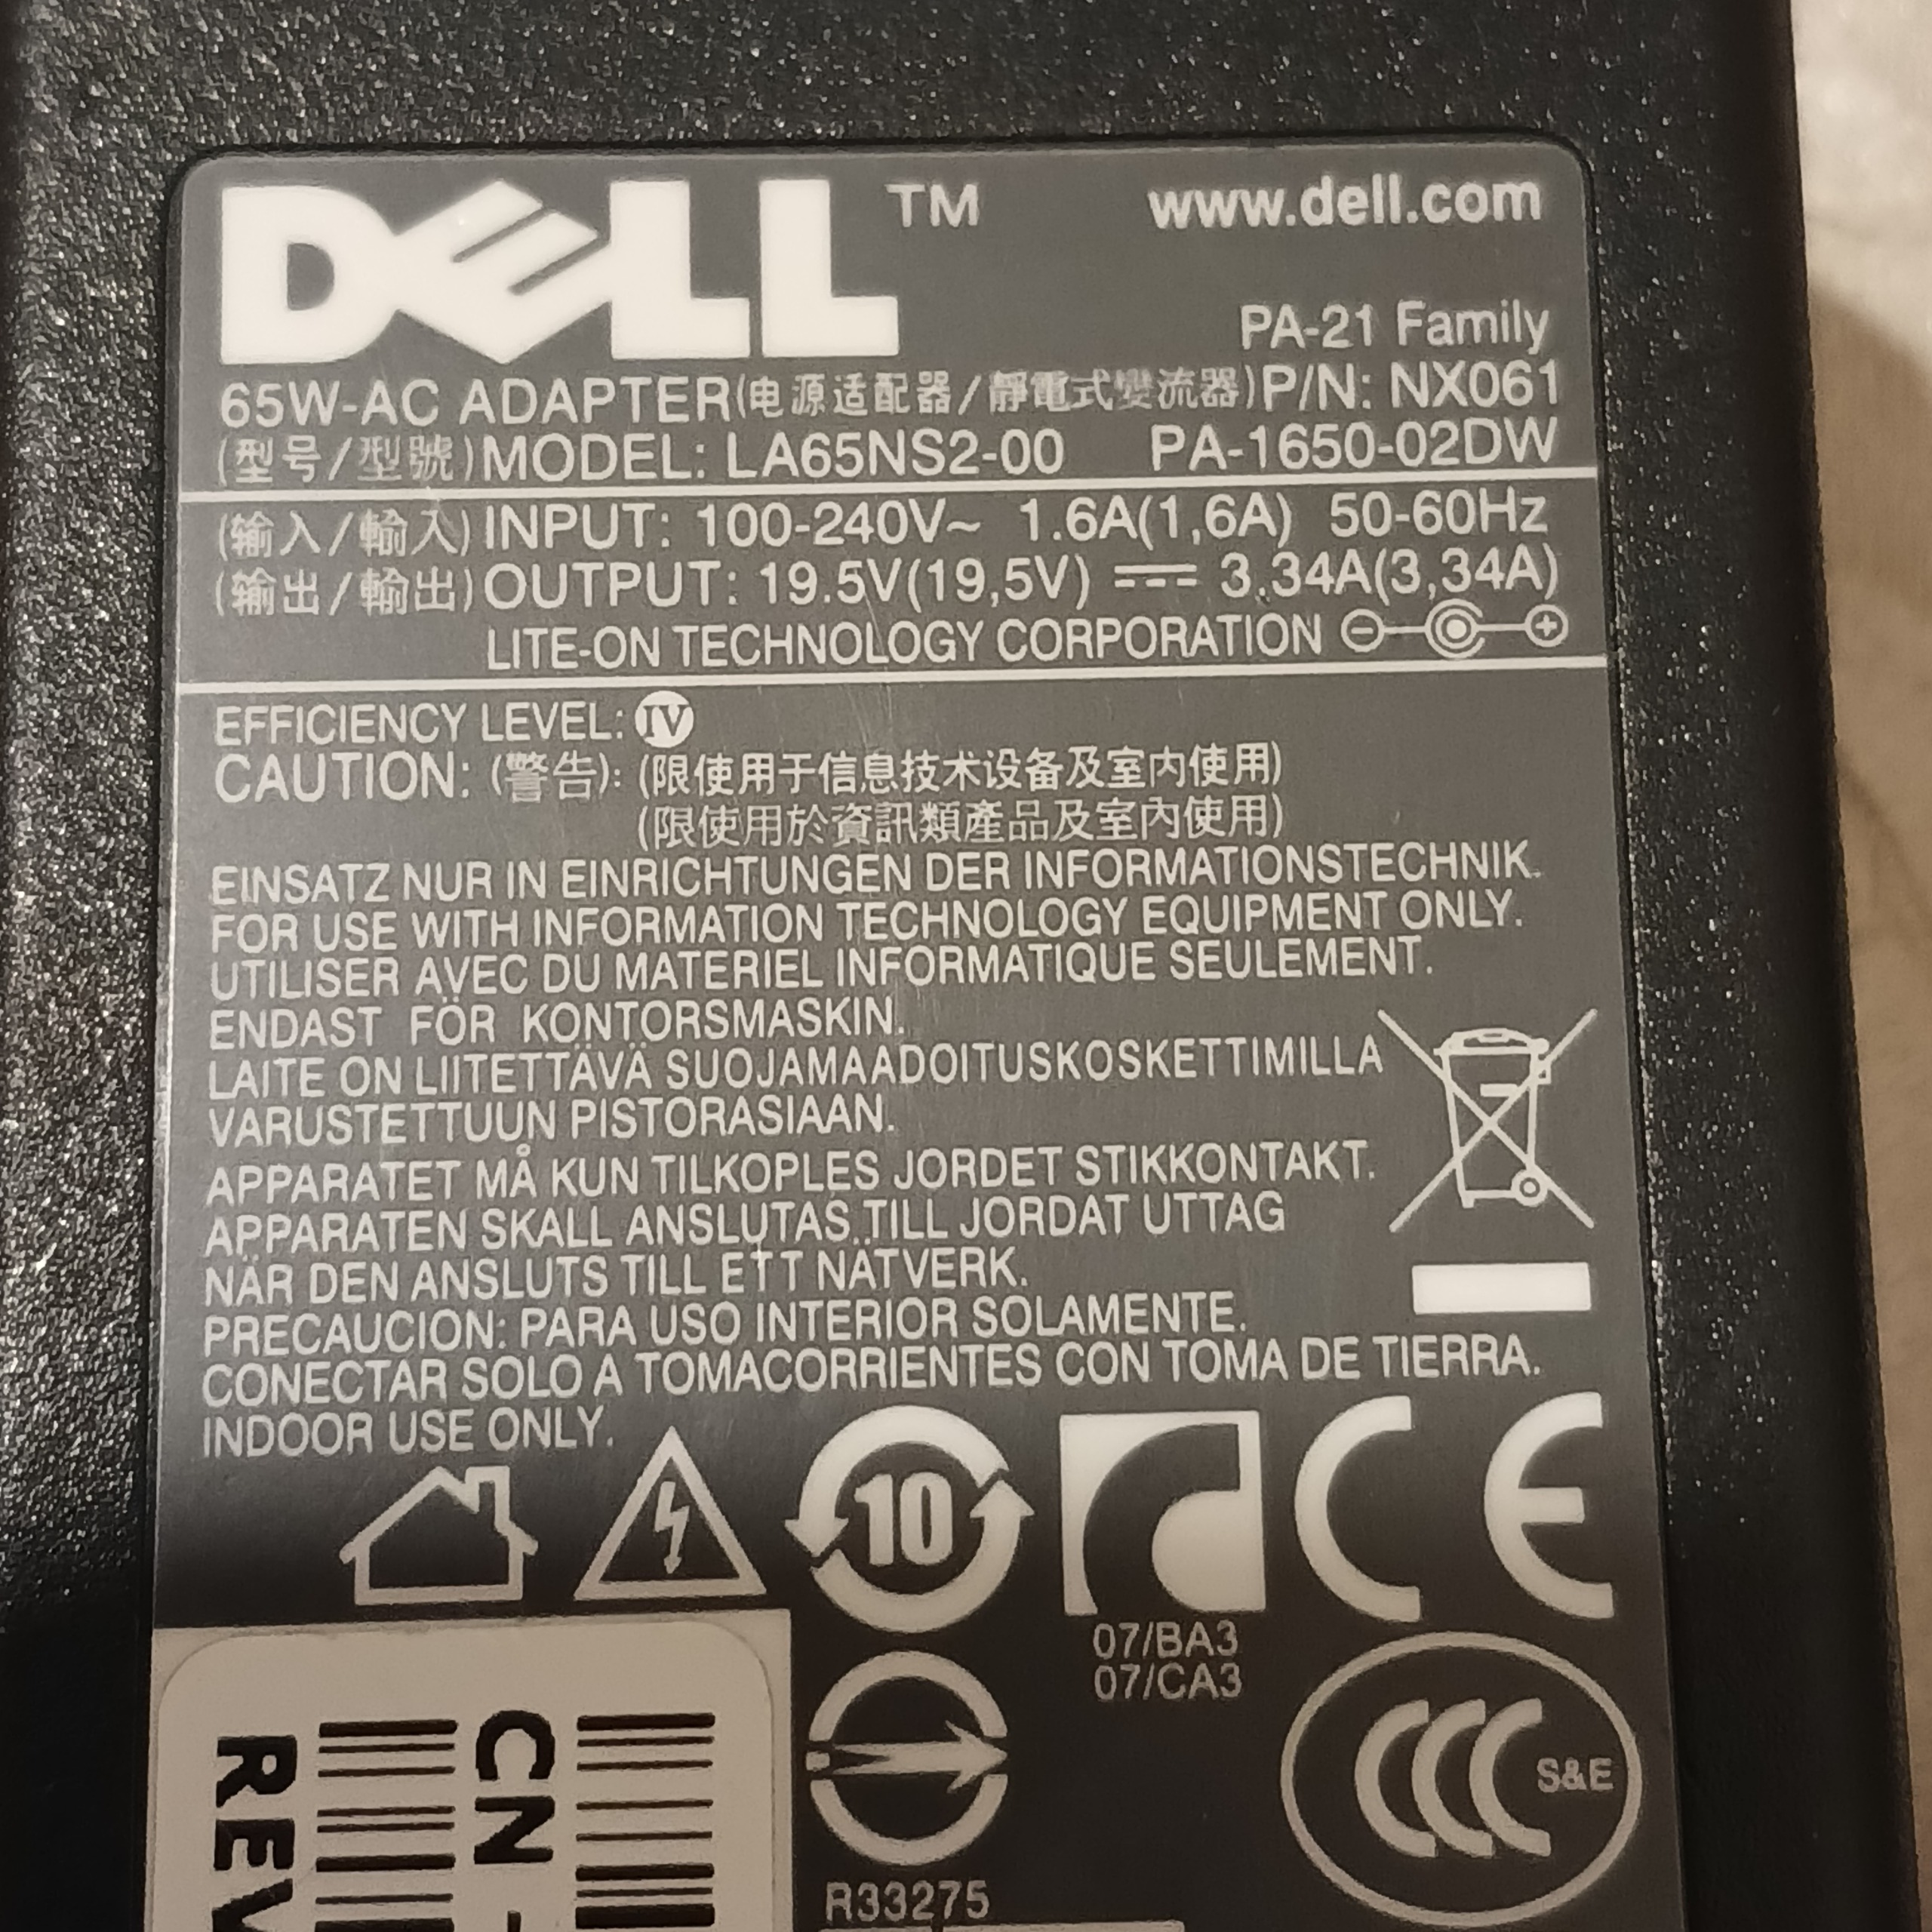 DELL™ www.dell.com
PA-21 Family
65W-AC ADAPTER(电源适配器/靜電式變流器)P/N: NX061
(型号/型號)MODEL: LA65NS2-00 PA-1650-02DW
(输入/輸入)INPUT: 100-240V~ 1.6A(1,6A) 50-60Hz
(输出/輸出)OUTPUT: 19.5V(19,5V) ⎓ 3.34A(3,34A)
LITE-ON TECHNOLOGY CORPORATION
EFFICIENCY LEVEL: IV
CAUTION: (警告): (限使用于信息技术设备及室内使用)
(限使用於資訊類產品及室內使用)
EINSATZ NUR IN EINRICHTUNGEN DER INFORMATIONSTECHNIK.
FOR USE WITH INFORMATION TECHNOLOGY EQUIPMENT ONLY.
UTILISER AVEC DU MATERIEL INFORMATIQUE SEULEMENT.
ENDAST FÖR KONTORSMASKIN.
LAITE ON LIITETTÄVÄ SUOJAMAADOITUSKOSKETTIMILLA
VARUSTETTUUN PISTORASIAAN.
APPARATET MÅ KUN TILKOPLES JORDET STIKKONTAKT.
APPARATEN SKALL ANSLUTAS TILL JORDAT UTTAG
NÄR DEN ANSLUTS TILL ETT NÄTVERK.
PRECAUCION: PARA USO INTERIOR SOLAMENTE.
CONECTAR SOLO A TOMACORRIENTES CON TOMA DE TIERRA.
INDOOR USE ONLY.
10
CE
07/BA3
07/CA3
CCC S&E
R33275
CN -
REV